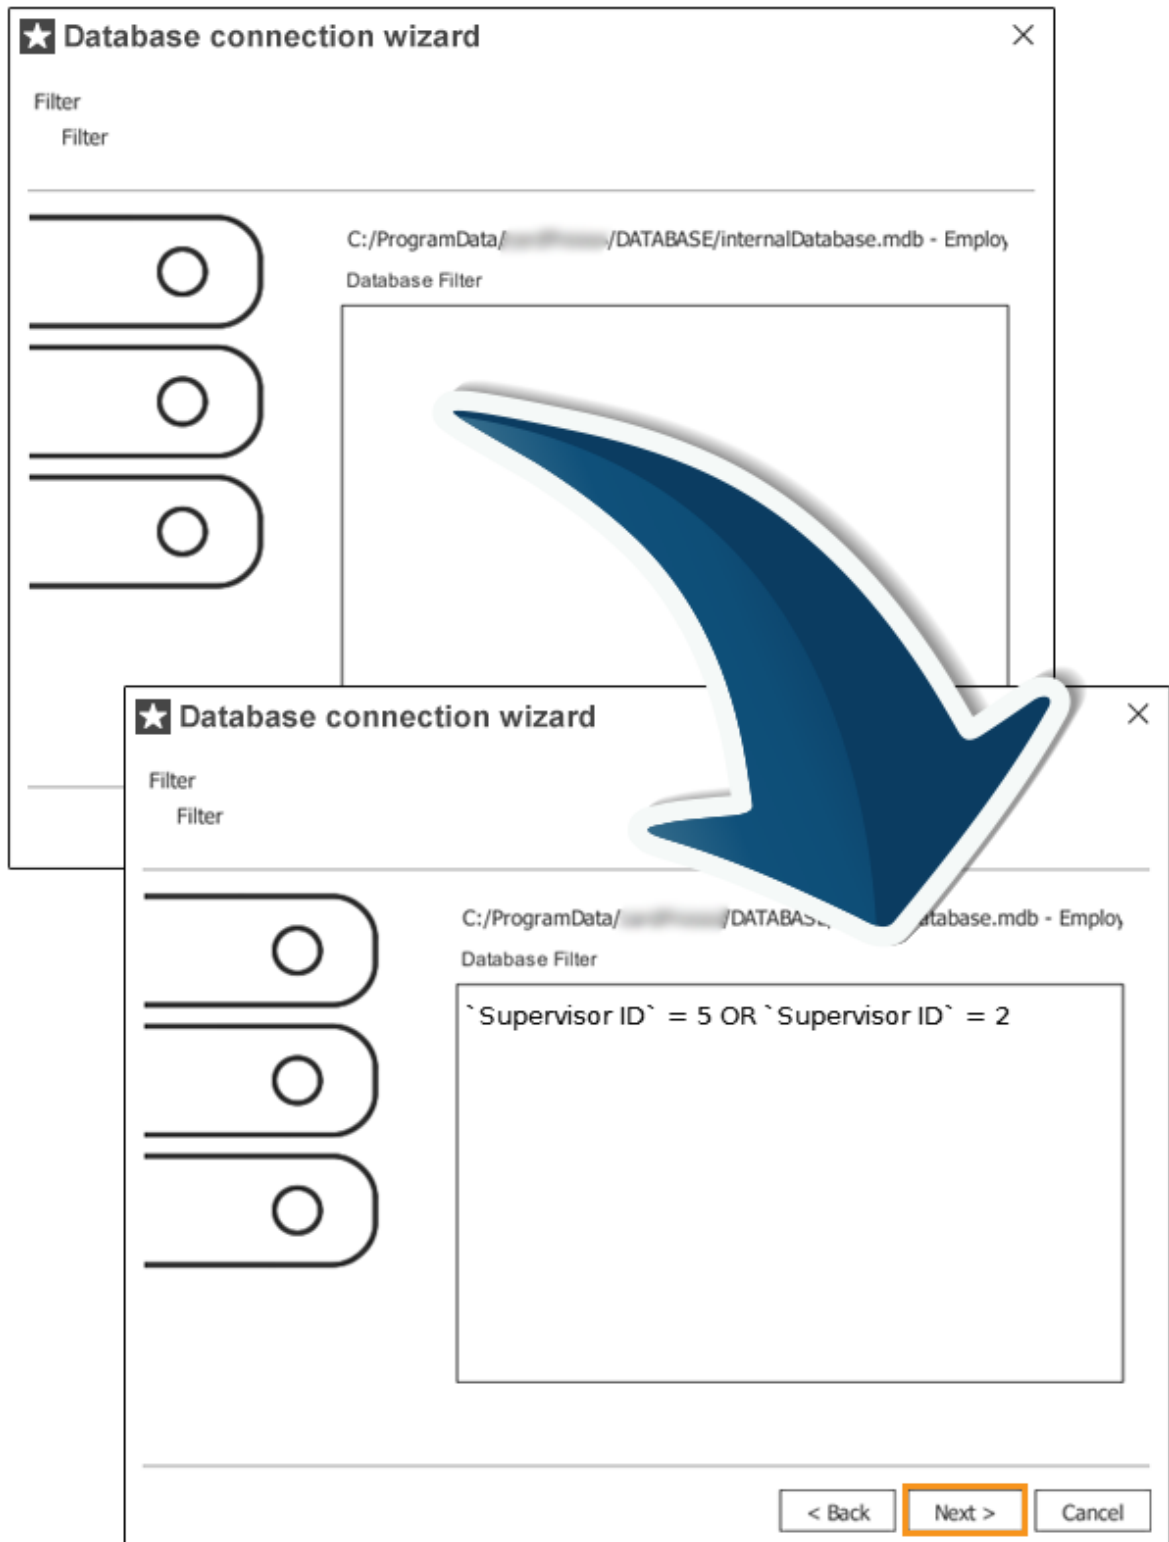 Database connection wizard
Filter
Filter
C:/ProgramData/ /DATABASE/internalDatabase.mdb - Employ
Database Filter
Database connection wizard
Filter
Filter
C:/ProgramData/ /DATABASE atabase.mdb - Employ
Database Filter
`Supervisor ID` = 5 OR `Supervisor ID` = 2
< Back Next > Cancel